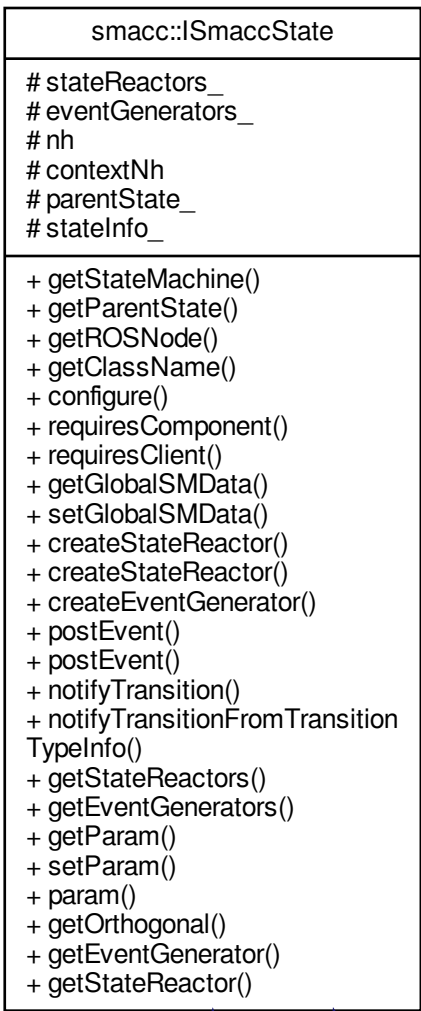 smacc::ISmaccState
# stateReactors_
# eventGenerators_
# nh
# contextNh
# parentState_
# stateInfo_
+ getStateMachine()
+ getParentState()
+ getROSNode()
+ getClassName()
+ configure()
+ requiresComponent()
+ requiresClient()
+ getGlobalSMData()
+ setGlobalSMData()
+ createStateReactor()
+ createStateReactor()
+ createEventGenerator()
+ postEvent()
+ postEvent()
+ notifyTransition()
+ notifyTransitionFromTransition
TypeInfo()
+ getStateReactors()
+ getEventGenerators()
+ getParam()
+ setParam()
+ param()
+ getOrthogonal()
+ getEventGenerator()
+ getStateReactor()